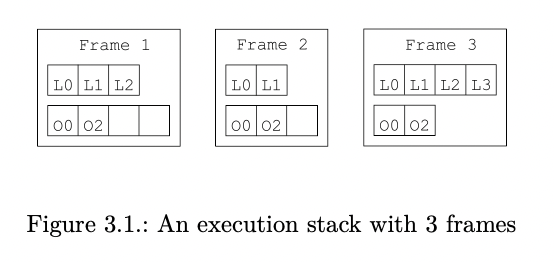 Frame 1
L0 L1 L2
O0 O2
Frame 2
L0 L1
O0 O2
Frame 3
L0 L1 L2 L3
O0 O2
Figure 3.1.: An execution stack with 3 frames